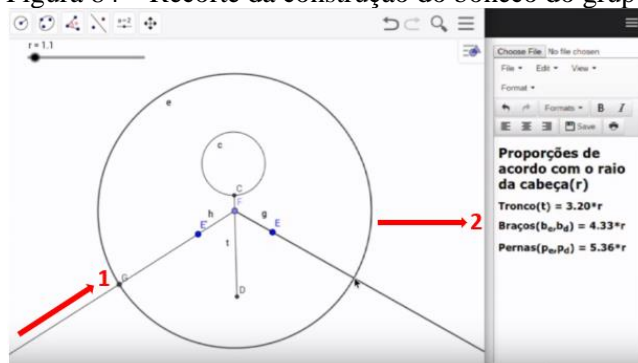 Figura 84 – Recorte da construção do boneco do grup
a=2
r = 1.1
e
c
C
F
h
g
E'
E
t
G
D
1
2
Choose File No file chosen
File Edit View
Format
Formats B I
Save
Proporções de
acordo com o raio
da cabeça(r)
Tronco(t) = 3.20*r
Braços(be,bd) = 4.33*r
Pernas(pe,pd) = 5.36*r